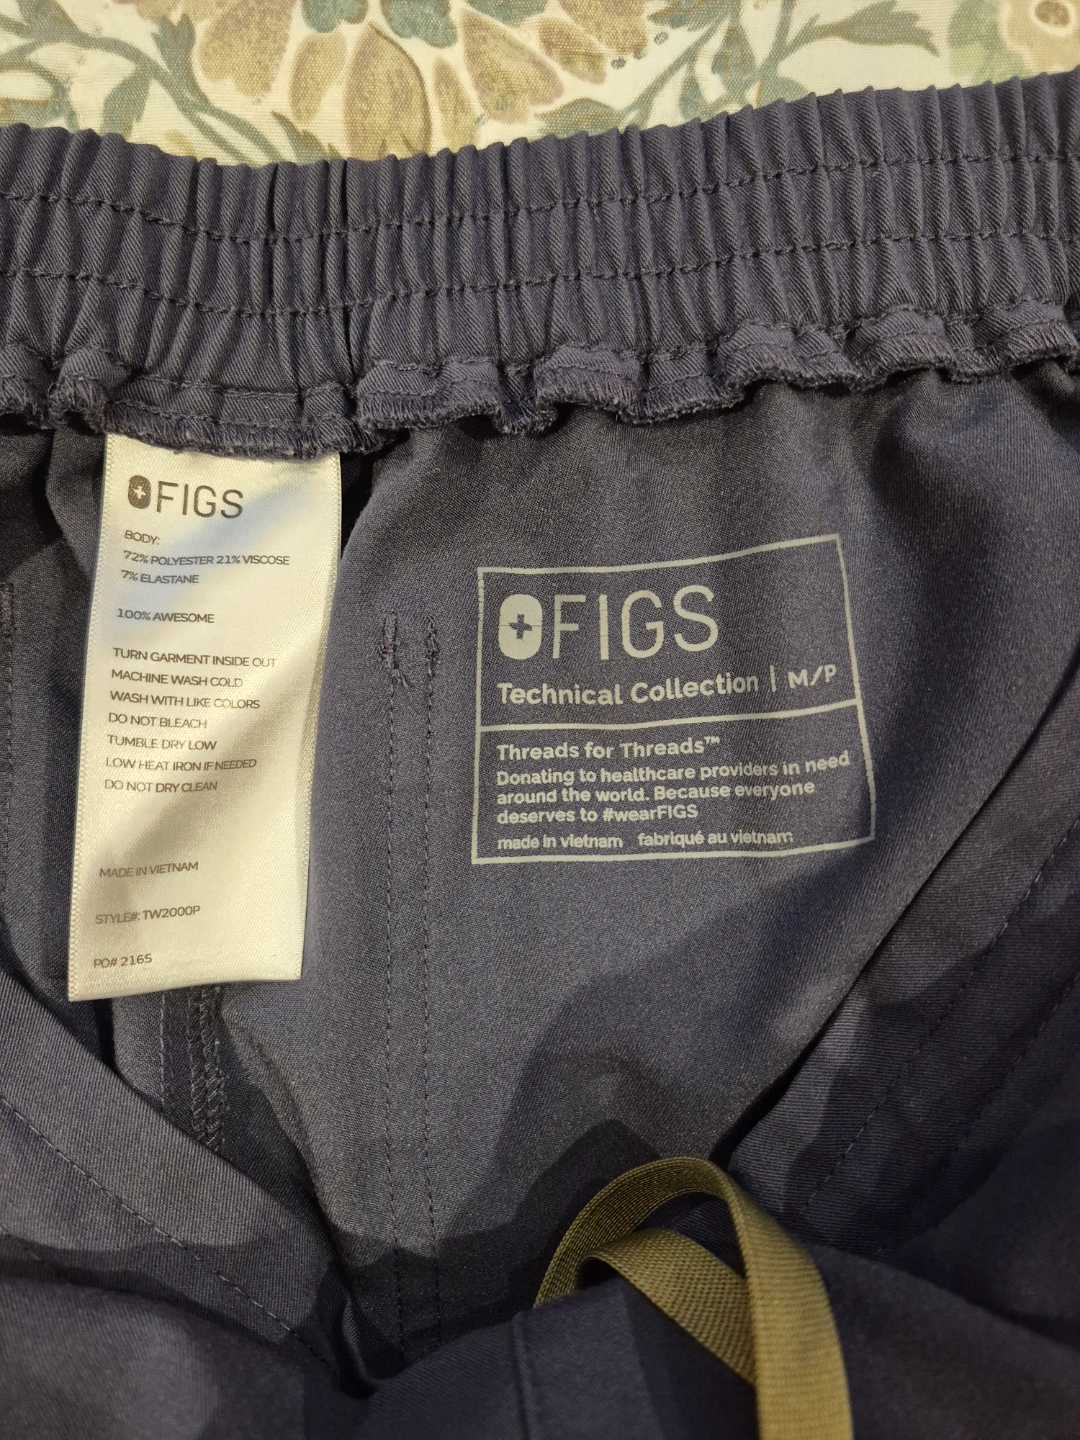 FIGS
BODY:
72% POLYESTER 21% VISCOSE
7% ELASTANE
100% AWESOME
TURN GARMENT INSIDE OUT
MACHINE WASH COLD
WASH WITH LIKE COLORS
DO NOT BLEACH
TUMBLE DRY LOW
LOW HEAT IRON IF NEEDED
DO NOT DRY CLEAN
MADE IN VIETNAM
STYLE#: TW2000P
PO# 2165
FIGS
Technical Collection | M/P
Threads for Threads™
Donating to healthcare providers in need
around the world. Because everyone
deserves to #wearFIGS
made in vietnam fabriqué au vietnam